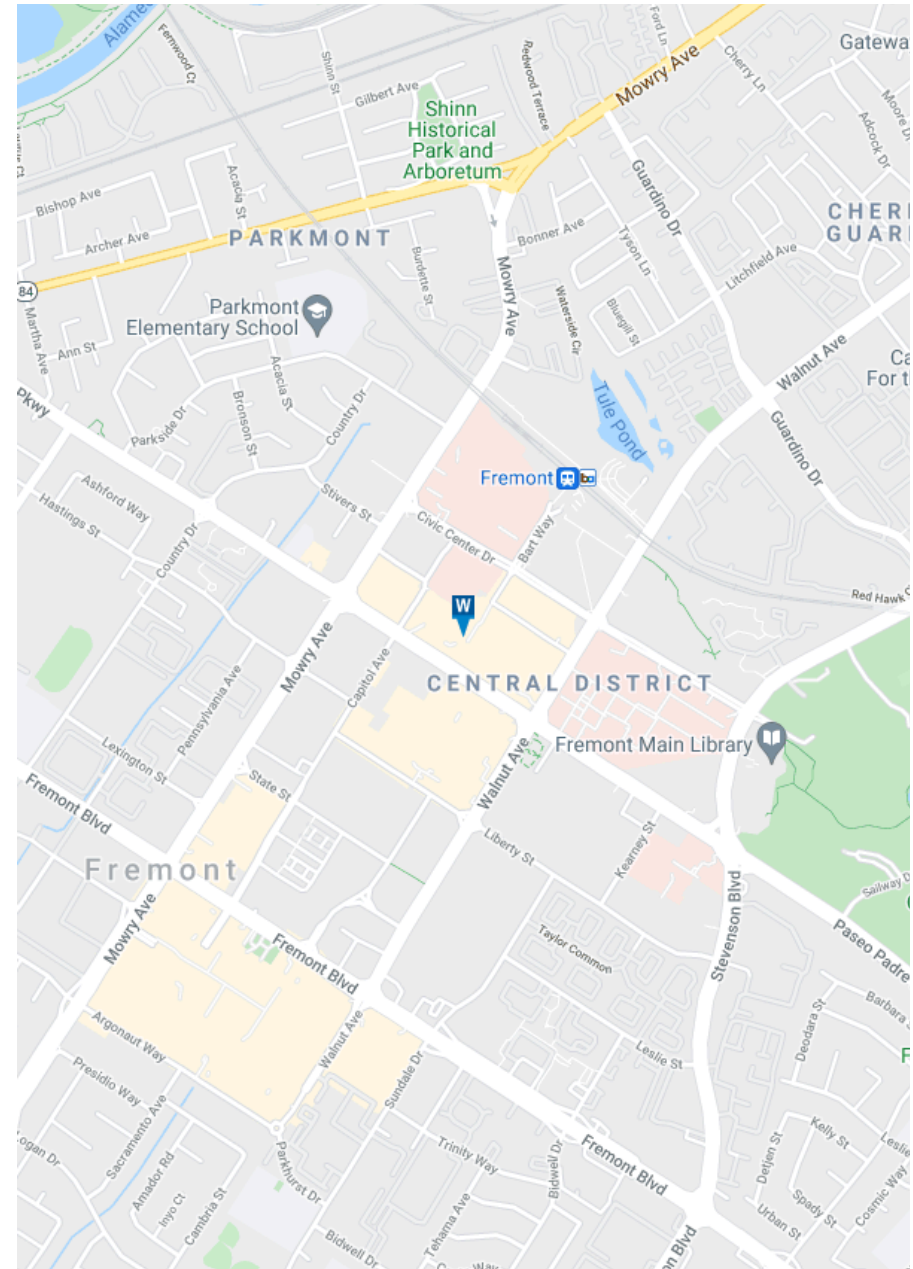 Alamed
Fernwood Ct
Shinn St
Gilbert Ave
Shinn
Historical
Park and
Arboretum
Redwood Terrace
Ford Ln
Cherry Ln
Mowry Ave
Gatewa
Moore Dr
Adcock Dr
Bishop Ave
Acacia St
Archer Ave
PARKMONT
Burdette St
Mowry Ave
Bonner Ave
Tyson Ln
Guardino Dr
Litchfield Ave
CHERR
GUARI
84
Martha Ave
Ann St
Parkmont
Elementary School
Waterside Cir
Bluegill St
Walnut Ave
Ca
For th
Pkwy
Parkside Dr
Bronson St
Acacia St
Country Dr
Tule Pond
Guardino Dr
Fremont
Ashford Way
Hastings St
Country Dr
Stivers St
Civic Center Dr
Bart Way
Red Hawk
W
Mowry Ave
Capitol Ave
CENTRAL DISTRICT
Pennsylvania Ave
Lexington St
Walnut Ave
Fremont Main Library
State St
Fremont Blvd
Fremont
Liberty St
Kearney St
Sailway D
Mowry Ave
Fremont Blvd
Taylor Common
Stevenson Blvd
Paseo Padre
Argonaut Way
Walnut Ave
Sundale Dr
Leslie St
Deodara St
Barbara
F
Presidio Way
Sacramento Ave
Logan Dr
Amador Rd
Inyo Ct
Cambria St
Parkhurst Dr
Trinity Way
Bidwell Dr
Fremont Blvd
Detjen St
Kelly St
Leslie
Cosmic Way
Spady St
Urban St
Bidwell Dr
Tehama Ave
Way
on Blvd